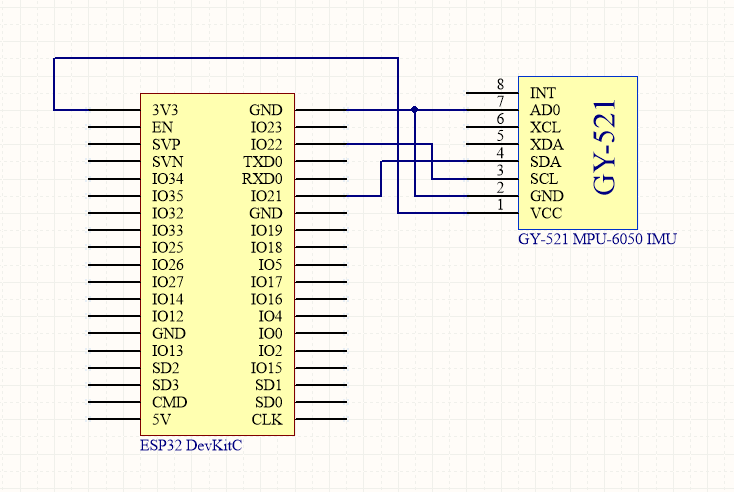 3V3 GND
EN IO23
SVP IO22
SVN TXD0
IO34 RXD0
IO35 IO21
IO32 GND
IO33 IO19
IO25 IO18
IO26 IO5
IO27 IO17
IO14 IO16
IO12 IO4
GND IO0
IO13 IO2
SD2 IO15
SD3 SD1
CMD SD0
5V CLK
ESP32 DevKitC
8 INT
7 AD0
6 XCL
5 XDA
4 SDA
3 SCL
2 GND
1 VCC
GY-521
GY-521 MPU-6050 IMU